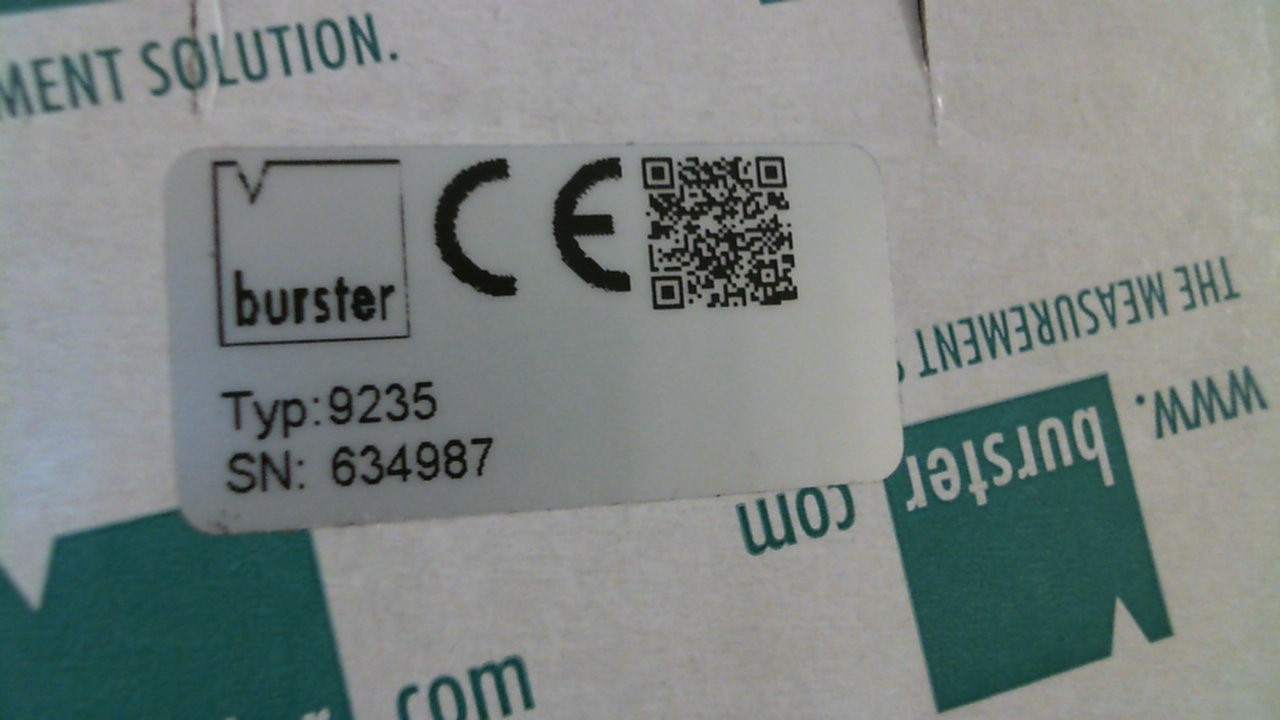 MENT SOLUTION.
burster
CE
Typ:9235
SN: 634987
THE MEASUREMENT
www.
burster
com
com